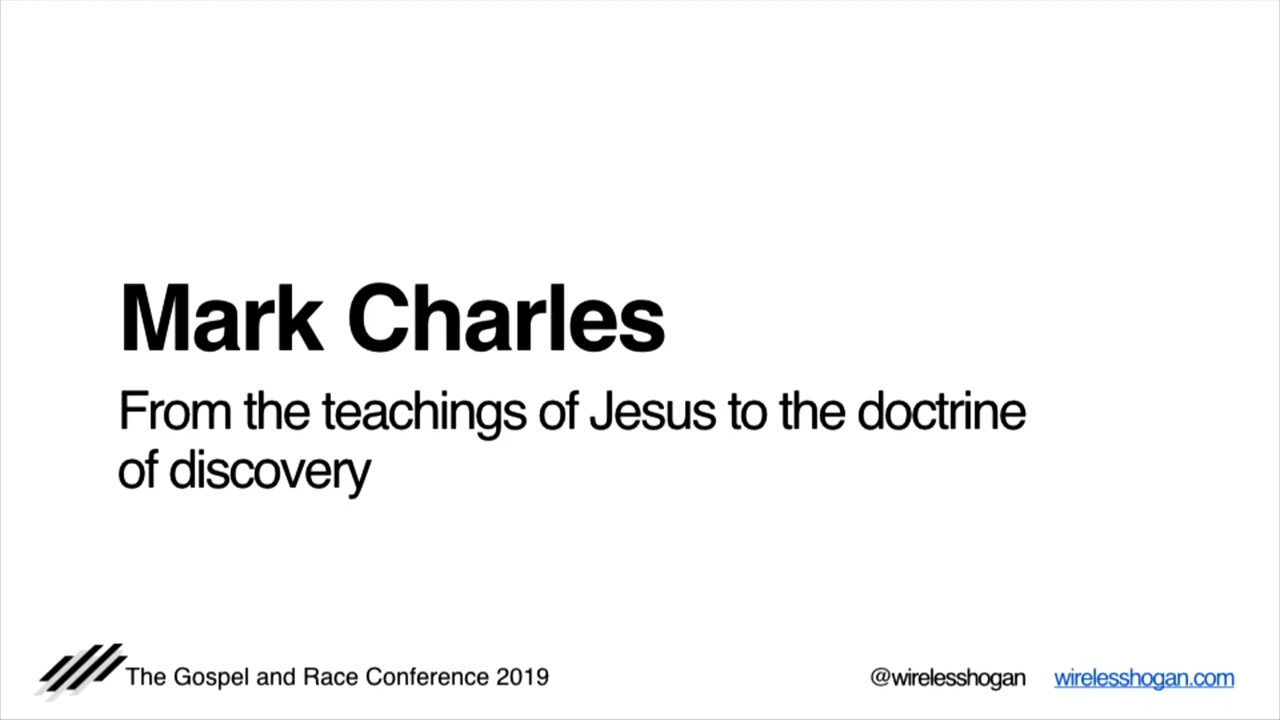 Mark Charles
From the teachings of Jesus to the doctrine
of discovery
The Gospel and Race Conference 2019
@wirelesshogan
wirelesshogan.com